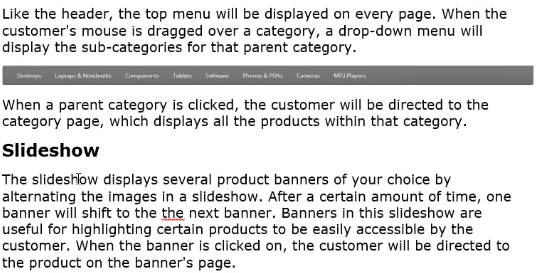 Like the header, the top menu will be displayed on every page. When the
customer's mouse is dragged over a category, a drop-down menu will
display the sub-categories for that parent category.
Desktops Laptops & Notebooks Components Tablets Software Phones & PDAs Cameras MP3 Players
When a parent category is clicked, the customer will be directed to the
category page, which displays all the products within that category.
Slideshow
The slideshow displays several product banners of your choice by
alternating the images in a slideshow. After a certain amount of time, one
banner will shift to the the next banner. Banners in this slideshow are
useful for highlighting certain products to be easily accessible by the
customer. When the banner is clicked on, the customer will be directed to
the product on the banner's page.